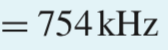 = 754 kHz